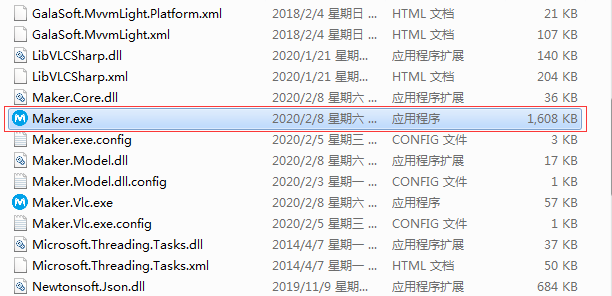 GalaSoft.MvvmLight.Platform.xml 2018/2/4 星期日 ... HTML 文档 21 KB
GalaSoft.MvvmLight.xml 2018/2/4 星期日 ... HTML 文档 107 KB
LibVLCSharp.dll 2020/1/21 星期... 应用程序扩展 140 KB
LibVLCSharp.xml 2020/1/21 星期... HTML 文档 204 KB
Maker.Core.dll 2020/2/8 星期六 ... 应用程序扩展 36 KB
Maker.exe 2020/2/8 星期六 ... 应用程序 1,608 KB
Maker.exe.config 2020/2/5 星期三 ... CONFIG 文件 3 KB
Maker.Model.dll 2020/2/8 星期六 ... 应用程序扩展 17 KB
Maker.Model.dll.config 2020/2/3 星期一 ... CONFIG 文件 1 KB
Maker.Vlc.exe 2020/2/8 星期六 ... 应用程序 57 KB
Maker.Vlc.exe.config 2020/2/5 星期三 ... CONFIG 文件 1 KB
Microsoft.Threading.Tasks.dll 2014/4/7 星期一 ... 应用程序扩展 37 KB
Microsoft.Threading.Tasks.xml 2014/4/7 星期一 ... HTML 文档 50 KB
Newtonsoft.Json.dll 2019/11/9 星期... 应用程序扩展 684 KB